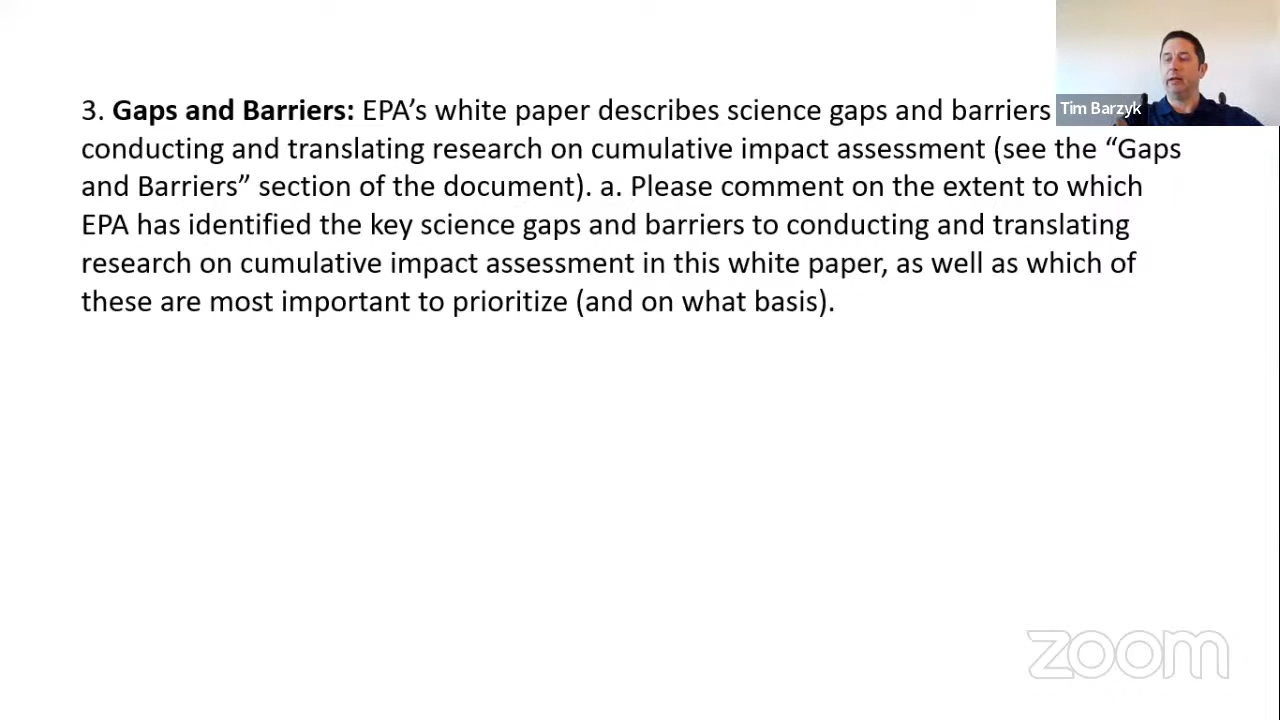 3. Gaps and Barriers: EPA’s white paper describes science gaps and barriers
Tim Barzyk
conducting and translating research on cumulative impact assessment (see the “Gaps
and Barriers” section of the document). a. Please comment on the extent to which
EPA has identified the key science gaps and barriers to conducting and translating
research on cumulative impact assessment in this white paper, as well as which of
these are most important to prioritize (and on what basis).
zoom